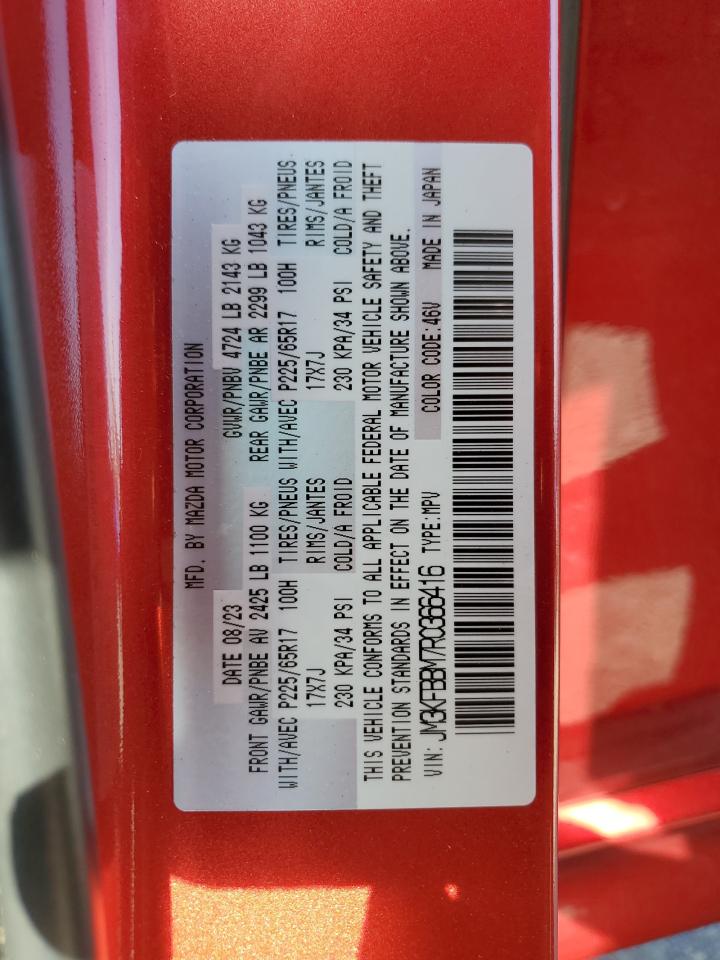 MFD. BY MAZDA MOTOR CORPORATION
DATE 08/23 GVWR/PNBV 4724 LB 2143 KG
FRONT GAWR/PNBE AV 2425 LB 1100 KG REAR GAWR/PNBE AR 2299 LB 1043 KG
WITH/AVEC P225/65R17 100H TIRES/PNEUS WITH/AVEC P225/65R17 100H TIRES/PNEUS
17X7J RIMS/JANTES 17X7J RIMS/JANTES
230 KPA/34 PSI COLD/A FROID 230 KPA/34 PSI COLD/A FROID
THIS VEHICLE CONFORMS TO ALL APPLICABLE FEDERAL MOTOR VEHICLE SAFETY AND THEFT
PREVENTION STANDARDS IN EFFECT ON THE DATE OF MANUFACTURE SHOWN ABOVE.
VIN: JM3KFBBM7R0366416 TYPE:MPV COLOR CODE:46V MADE IN JAPAN